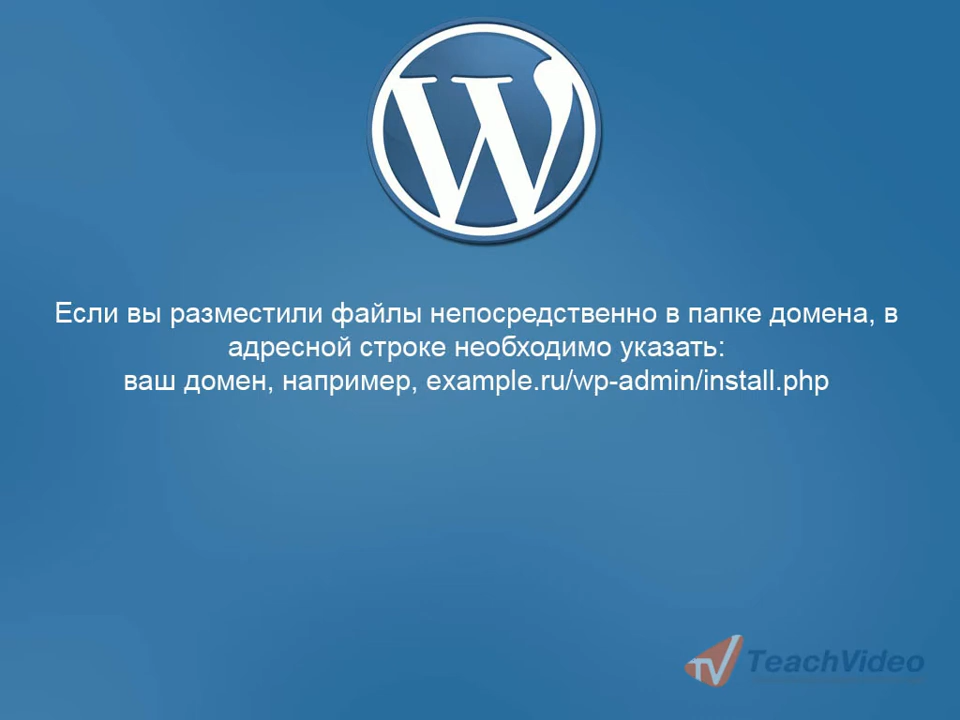 W
Если вы разместили файлы непосредственно в папке домена, в
адресной строке необходимо указать:
ваш домен, например, example.ru/wp-admin/install.php
TV TeachVideo